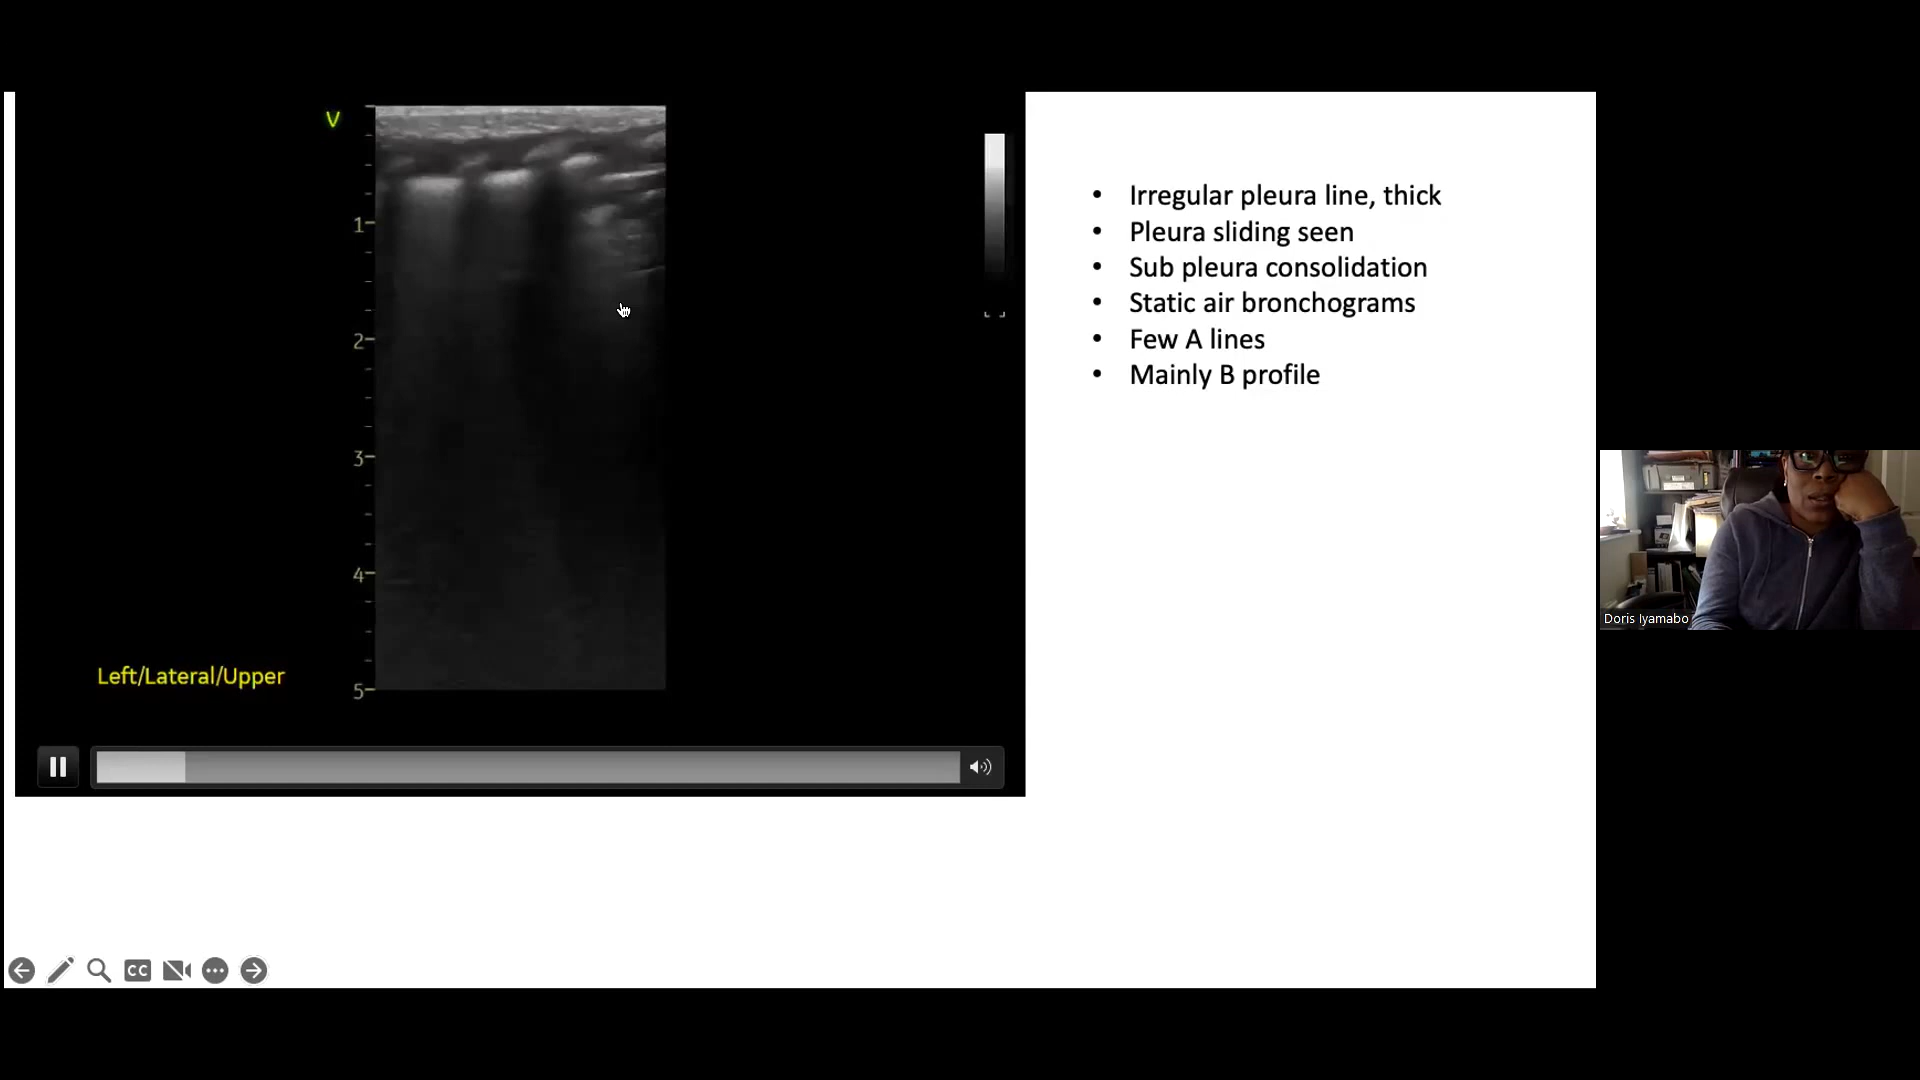 V
1
2
3
4
5
Left/Lateral/Upper
• Irregular pleura line, thick
• Pleura sliding seen
• Sub pleura consolidation
• Static air bronchograms
• Few A lines
• Mainly B profile
Doris Iyamabo
CC